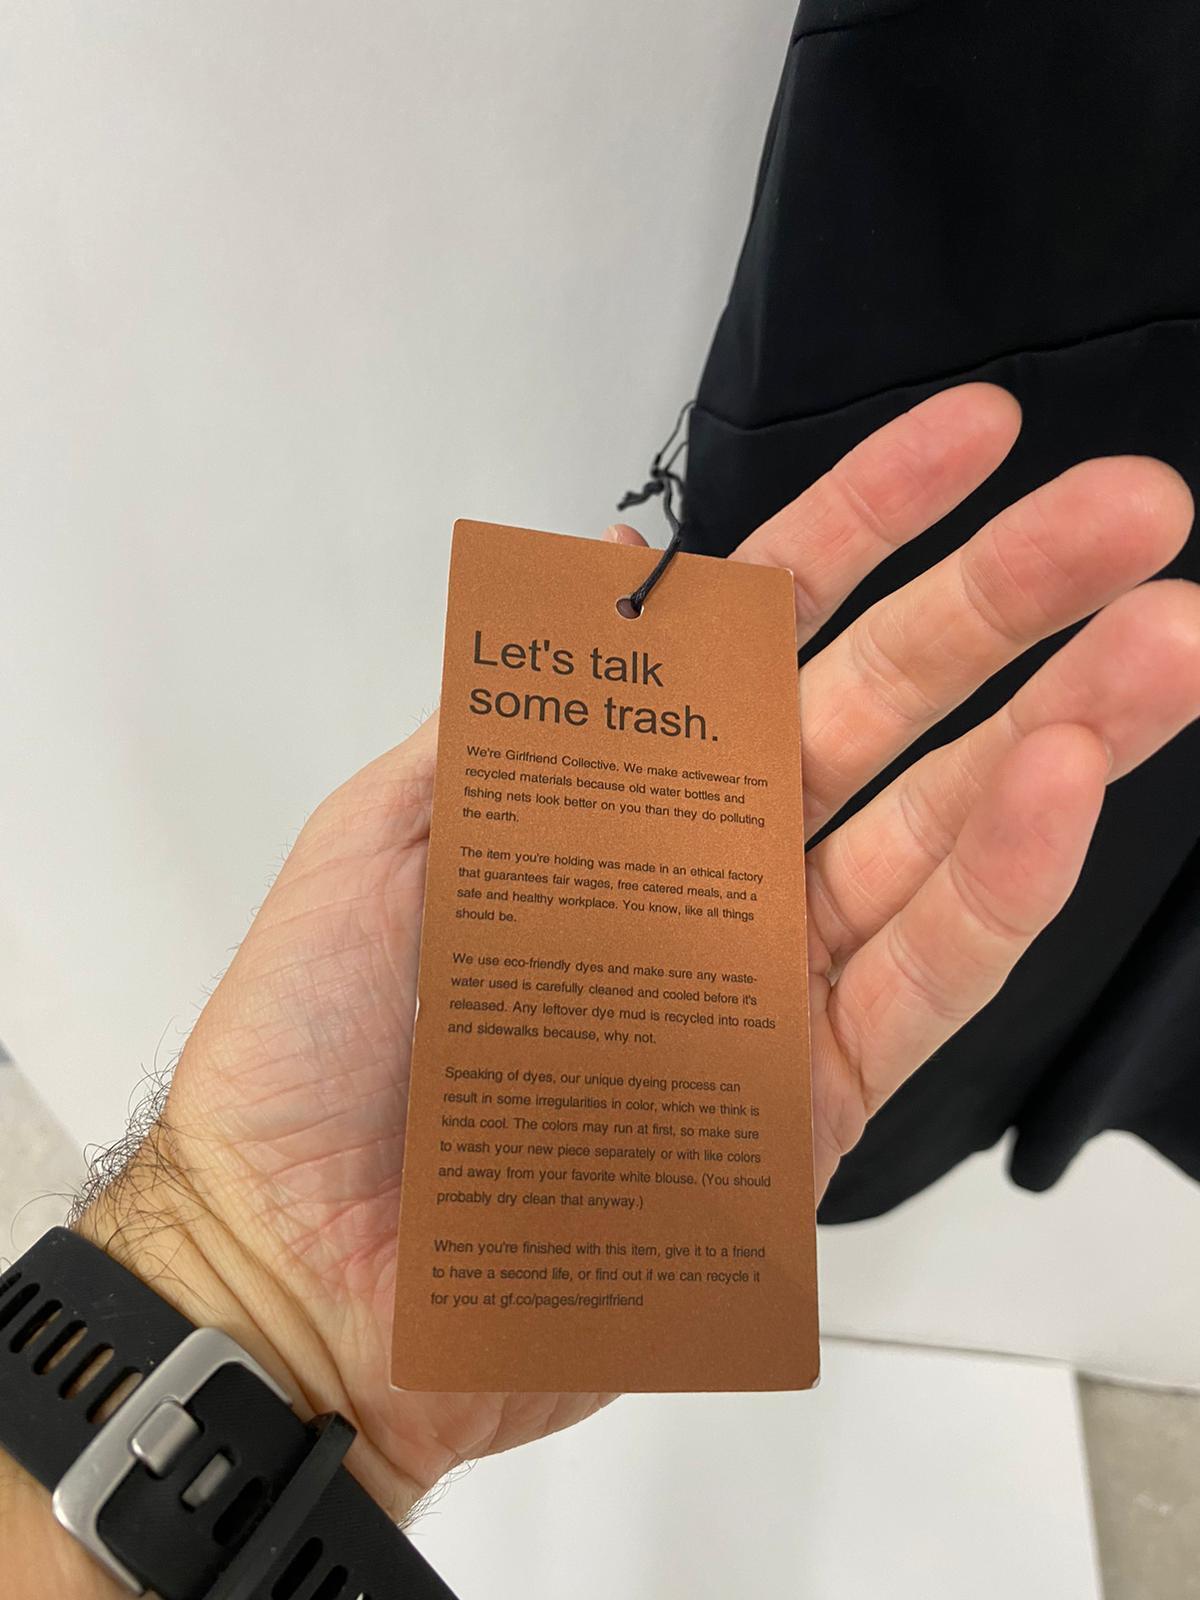 Let's talk
some trash.
We're Girlfriend Collective. We make activewear from
recycled materials because old water bottles and
fishing nets look better on you than they do polluting
the earth.
The item you're holding was made in an ethical factory
that guarantees fair wages, free catered meals, and a
safe and healthy workplace. You know, like all things
should be.
We use eco-friendly dyes and make sure any waste-
water used is carefully cleaned and cooled before it's
released. Any leftover dye mud is recycled into roads
and sidewalks because, why not.
Speaking of dyes, our unique dyeing process can
result in some irregularities in color, which we think is
kinda cool. The colors may run at first, so make sure
to wash your new piece separately or with like colors
and away from your favorite white blouse. (You should
probably dry clean that anyway.)
When you're finished with this item, give it to a friend
to have a second life, or find out if we can recycle it
for you at gf.co/pages/regirlfriend